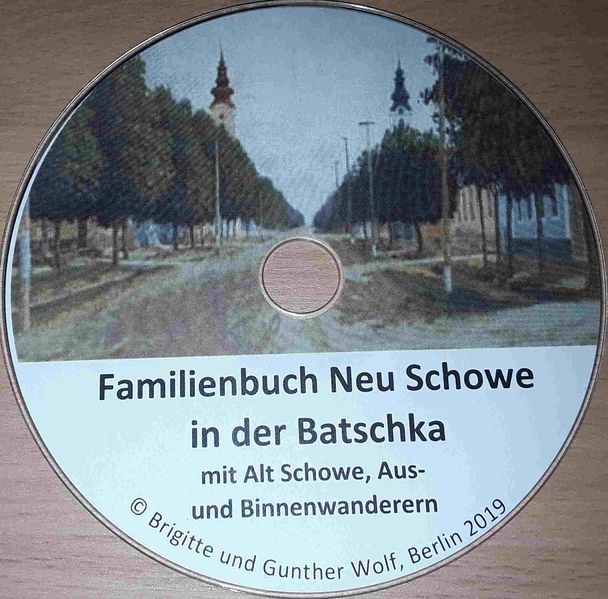 Familienbuch Neu Schowe
in der Batschka
mit Alt Schowe, Aus-
und Binnenwanderern
© Brigitte und Gunther Wolf, Berlin 2019